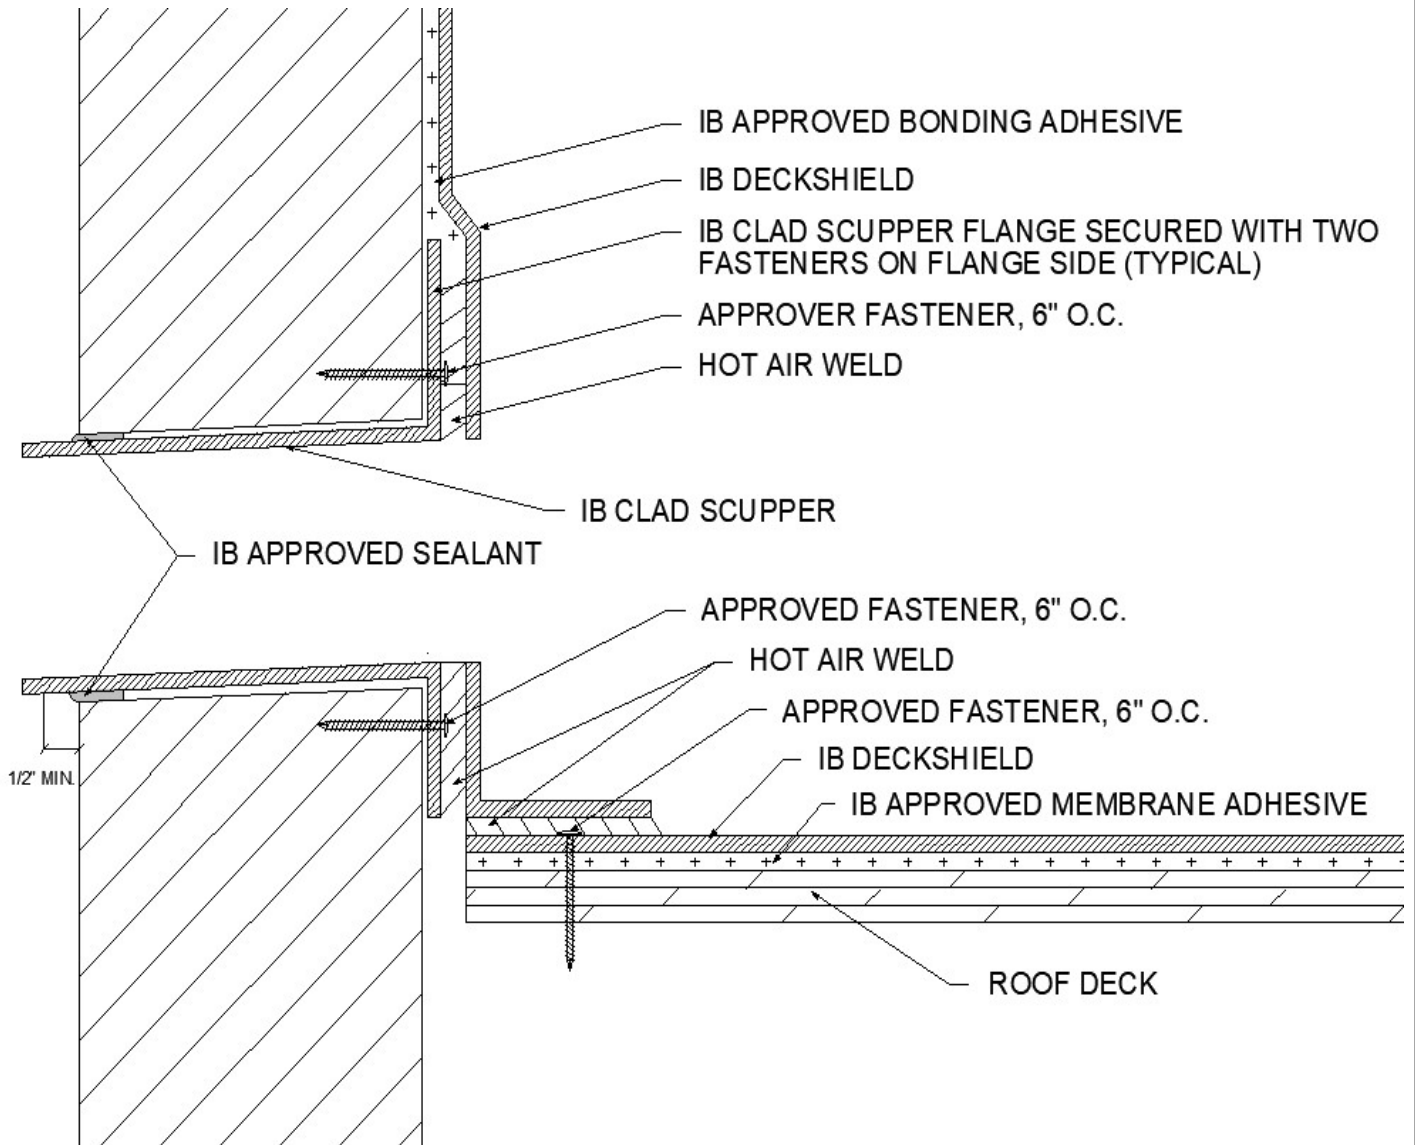 IB APPROVED BONDING ADHESIVE
IB DECKSHIELD
IB CLAD SCUPPER FLANGE SECURED WITH TWO
FASTENERS ON FLANGE SIDE (TYPICAL)
APPROVER FASTENER, 6" O.C.
HOT AIR WELD
IB CLAD SCUPPER
IB APPROVED SEALANT
APPROVED FASTENER, 6" O.C.
HOT AIR WELD
APPROVED FASTENER, 6" O.C.
IB DECKSHIELD
1/2" MIN.
IB APPROVED MEMBRANE ADHESIVE
ROOF DECK